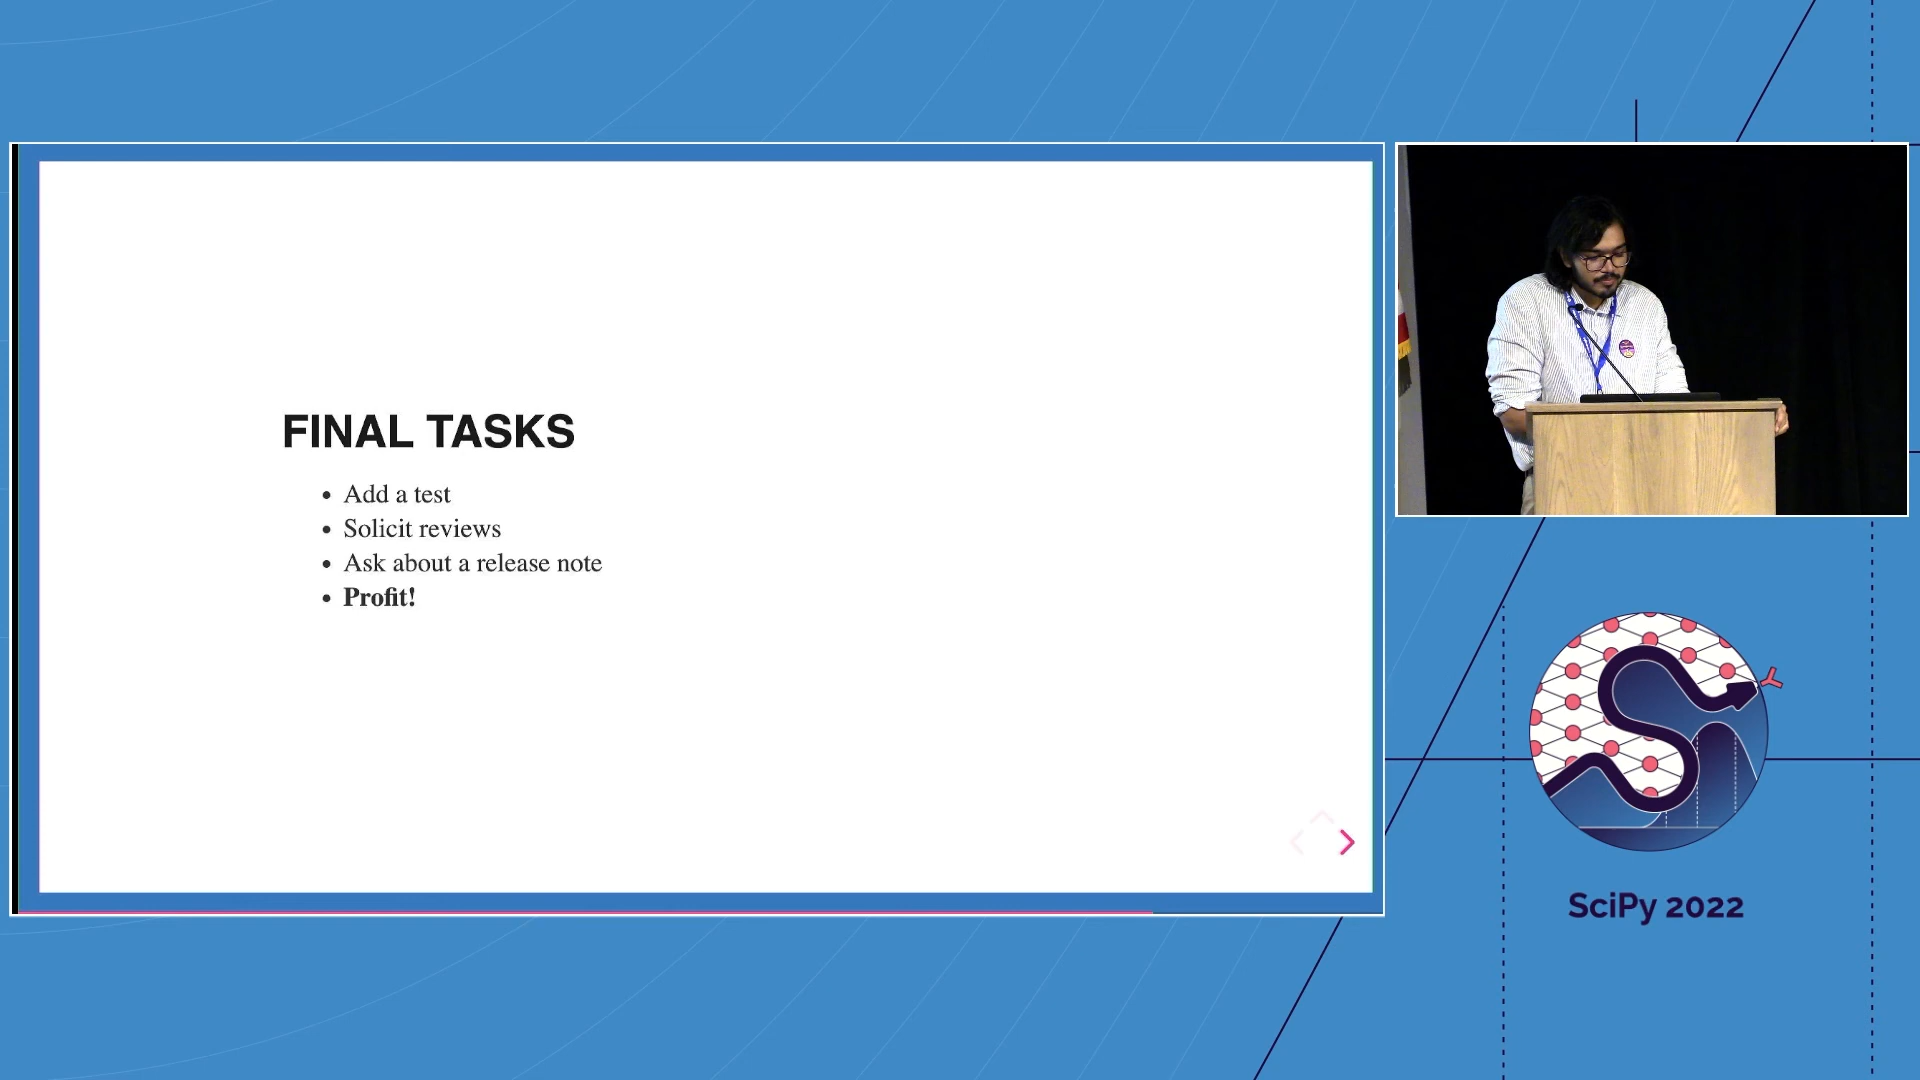 FINAL TASKS
Add a test
Solicit reviews
Ask about a release note
Profit!
SciPy 2022